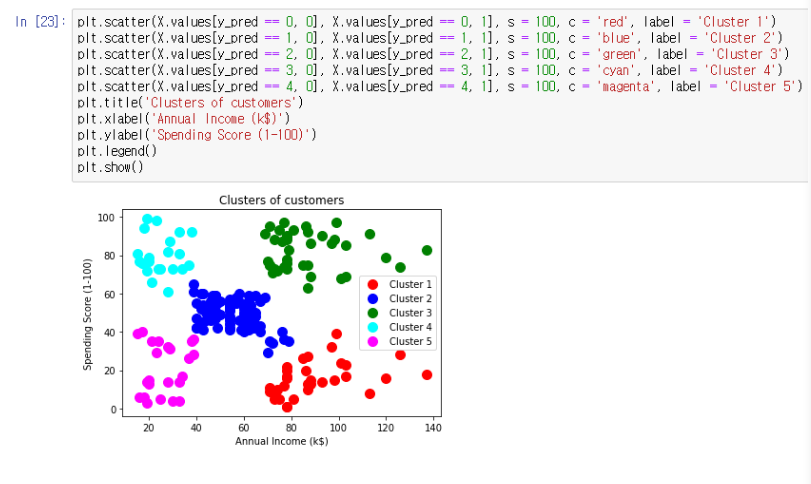 In [23]: plt.scatter(X.values[y_pred == 0, 0], X.values[y_pred == 0, 1], s = 100, c = 'red', label = 'Cluster 1')
plt.scatter(X.values[y_pred == 1, 0], X.values[y_pred == 1, 1], s = 100, c = 'blue', label = 'Cluster 2')
plt.scatter(X.values[y_pred == 2, 0], X.values[y_pred == 2, 1], s = 100, c = 'green', label = 'Cluster 3')
plt.scatter(X.values[y_pred == 3, 0], X.values[y_pred == 3, 1], s = 100, c = 'cyan', label = 'Cluster 4')
plt.scatter(X.values[y_pred == 4, 0], X.values[y_pred == 4, 1], s = 100, c = 'magenta', label = 'Cluster 5')
plt.title('Clusters of customers')
plt.xlabel('Annual Income (k$)')
plt.ylabel('Spending Score (1-100)')
plt.legend()
plt.show()
Clusters of customers
Spending Score (1-100)
100
80
60
40
20
0
Cluster 1
Cluster 2
Cluster 3
Cluster 4
Cluster 5
20 40 60 80 100 120 140
Annual Income (k$)